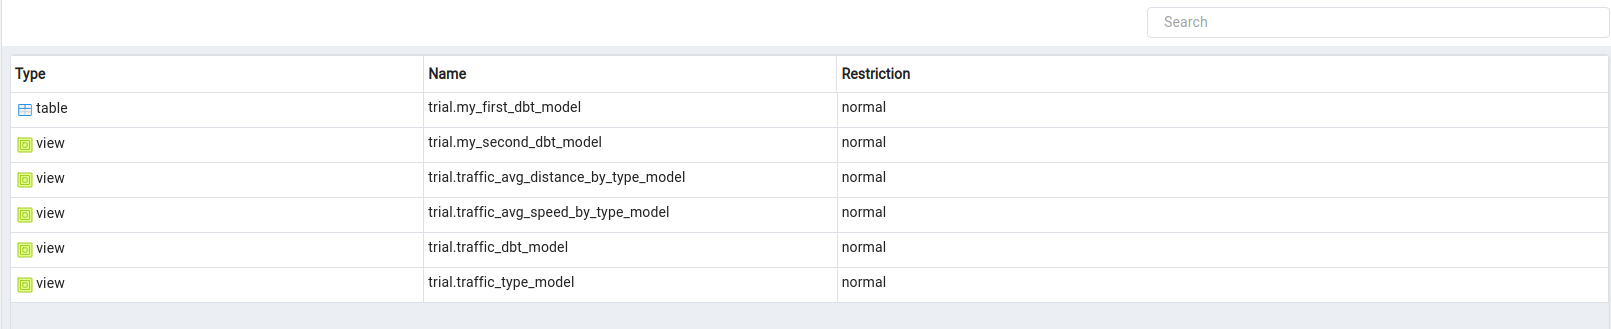 Search
Type Name Restriction
table trial.my_first_dbt_model normal
view trial.my_second_dbt_model normal
view trial.traffic_avg_distance_by_type_model normal
view trial.traffic_avg_speed_by_type_model normal
view trial.traffic_dbt_model normal
view trial.traffic_type_model normal